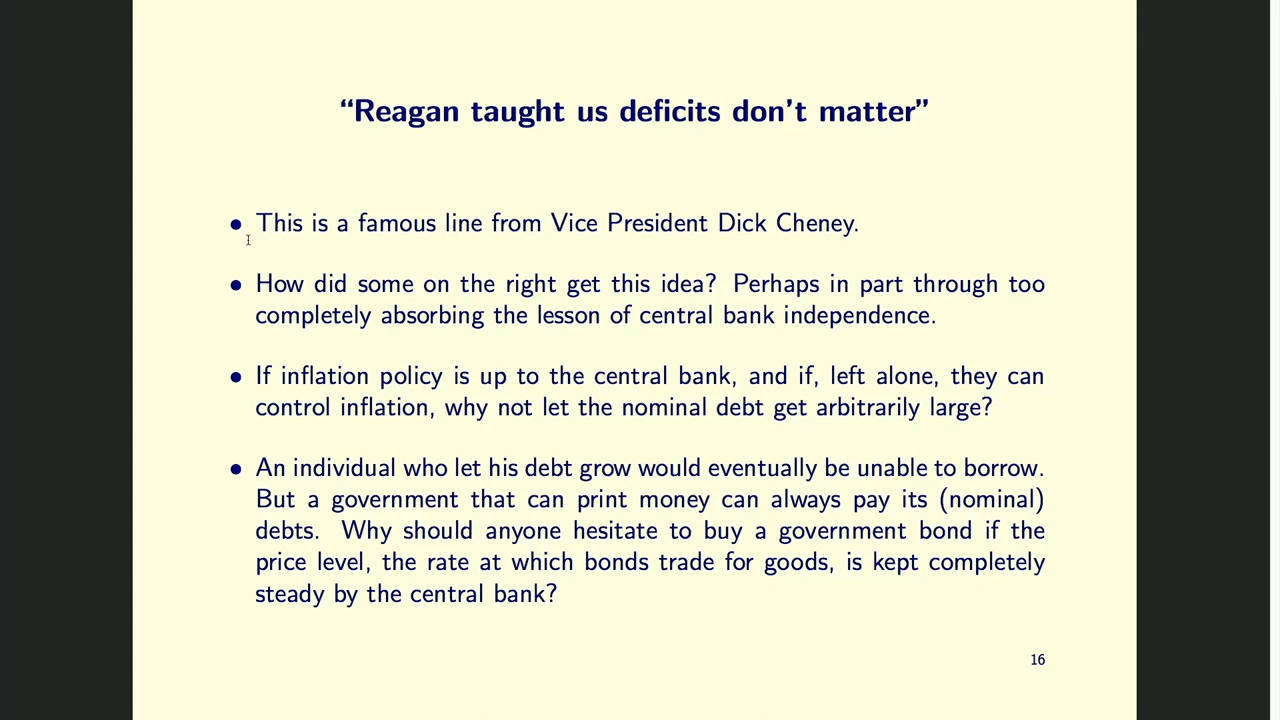 “Reagan taught us deficits don’t matter”
• This is a famous line from Vice President Dick Cheney.
• How did some on the right get this idea? Perhaps in part through too
completely absorbing the lesson of central bank independence.
• If inflation policy is up to the central bank, and if, left alone, they can
control inflation, why not let the nominal debt get arbitrarily large?
• An individual who let his debt grow would eventually be unable to borrow.
But a government that can print money can always pay its (nominal)
debts. Why should anyone hesitate to buy a government bond if the
price level, the rate at which bonds trade for goods, is kept completely
steady by the central bank?
16